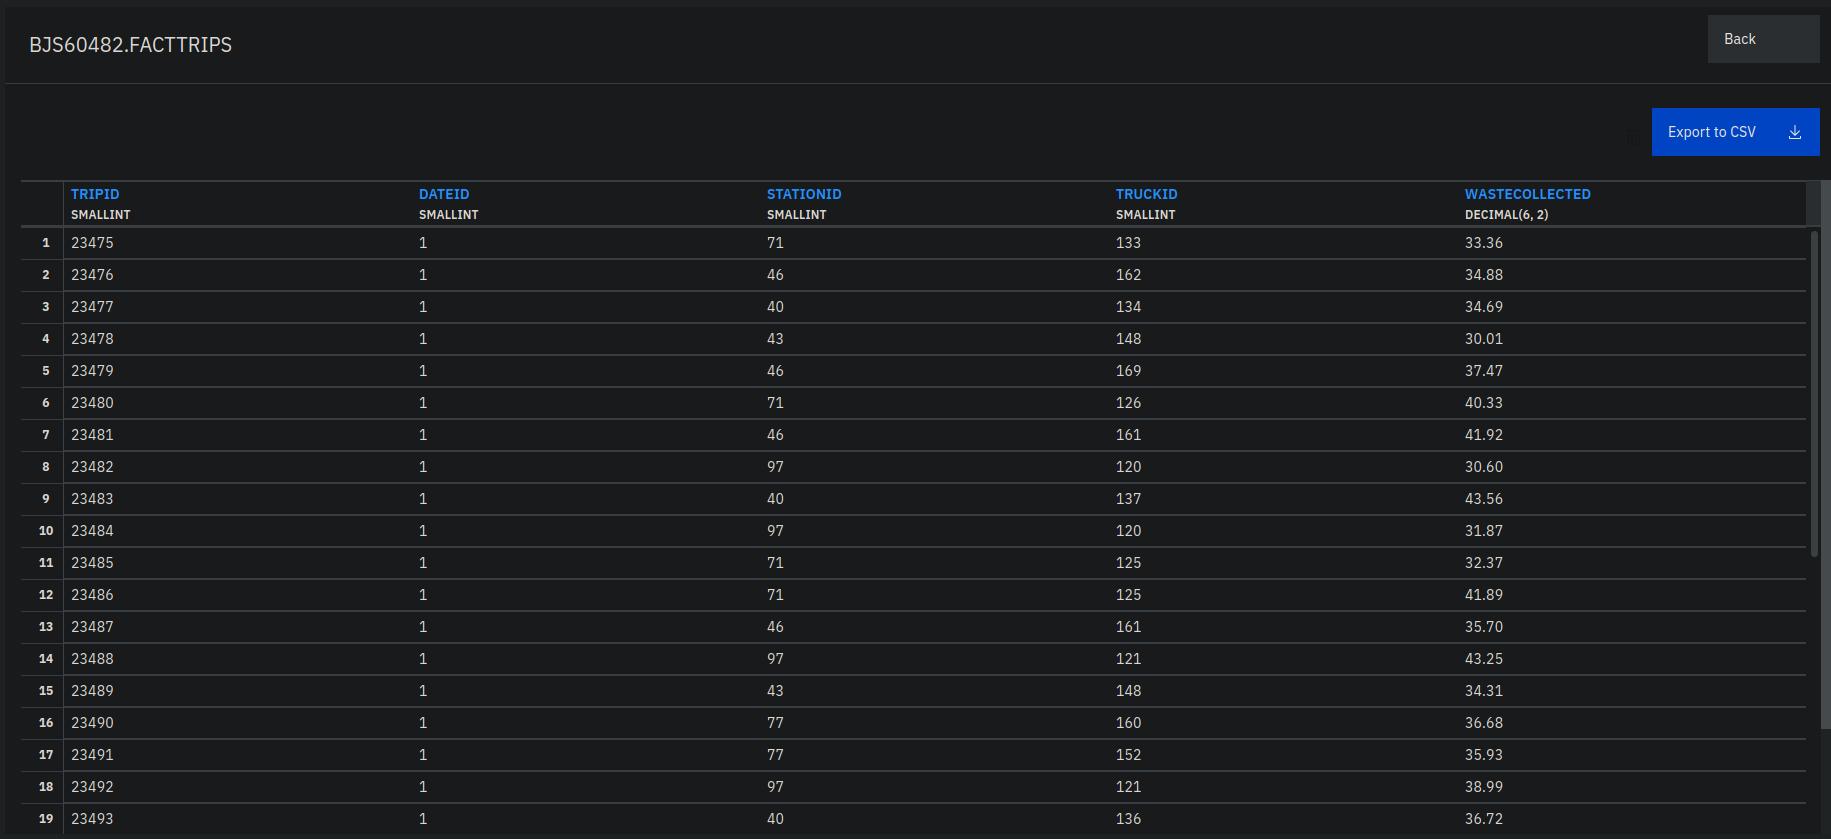 BJS60482.FACTTRIPS
Back
Export to CSV
TRIPID DATEID STATIONID TRUCKID WASTECOLLECTED
SMALLINT SMALLINT SMALLINT SMALLINT DECIMAL(6, 2)
1 23475 1 71 133 33.36
2 23476 1 46 162 34.88
3 23477 1 40 134 34.69
4 23478 1 43 148 30.01
5 23479 1 46 169 37.47
6 23480 1 71 126 40.33
7 23481 1 46 161 41.92
8 23482 1 97 120 30.60
9 23483 1 40 137 43.56
10 23484 1 97 120 31.87
11 23485 1 71 125 32.37
12 23486 1 71 125 41.89
13 23487 1 46 161 35.70
14 23488 1 97 121 43.25
15 23489 1 43 148 34.31
16 23490 1 77 160 36.68
17 23491 1 77 152 35.93
18 23492 1 97 121 38.99
19 23493 1 40 136 36.72